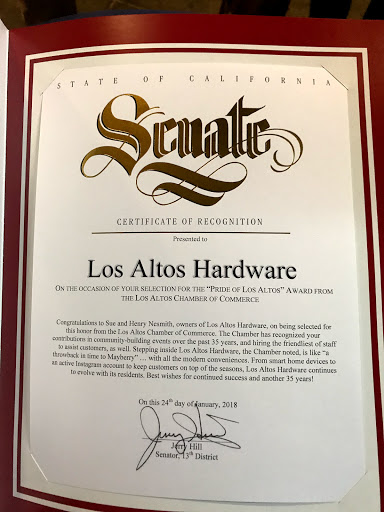 STATE OF CALIFORNIA
Senate
CERTIFICATE OF RECOGNITION
Presented to
Los Altos Hardware
ON THE OCCASION OF YOUR SELECTION FOR THE "PRIDE OF LOS ALTOS" AWARD FROM
THE LOS ALTOS CHAMBER OF COMMERCE
Congratulations to Sue and Henry Nesmith, owners of Los Altos Hardware, on being selected for
this honor from the Los Altos Chamber of Commerce. The Chamber has recognized your
contributions in community-building events over the past 35 years, and hiring the friendliest of staff
to assist customers, as well. Stepping inside Los Altos Hardware, the Chamber noted, is like "a
throwback in time to Mayberry" … with all the modern conveniences. From smart home devices to
an active Instagram account to keep customers on top of the seasons, Los Altos Hardware continues
to evolve with its residents. Best wishes for continued success and another 35 years!
On this 24th day of January, 2018
Jerry Hill
Senator, 13th District